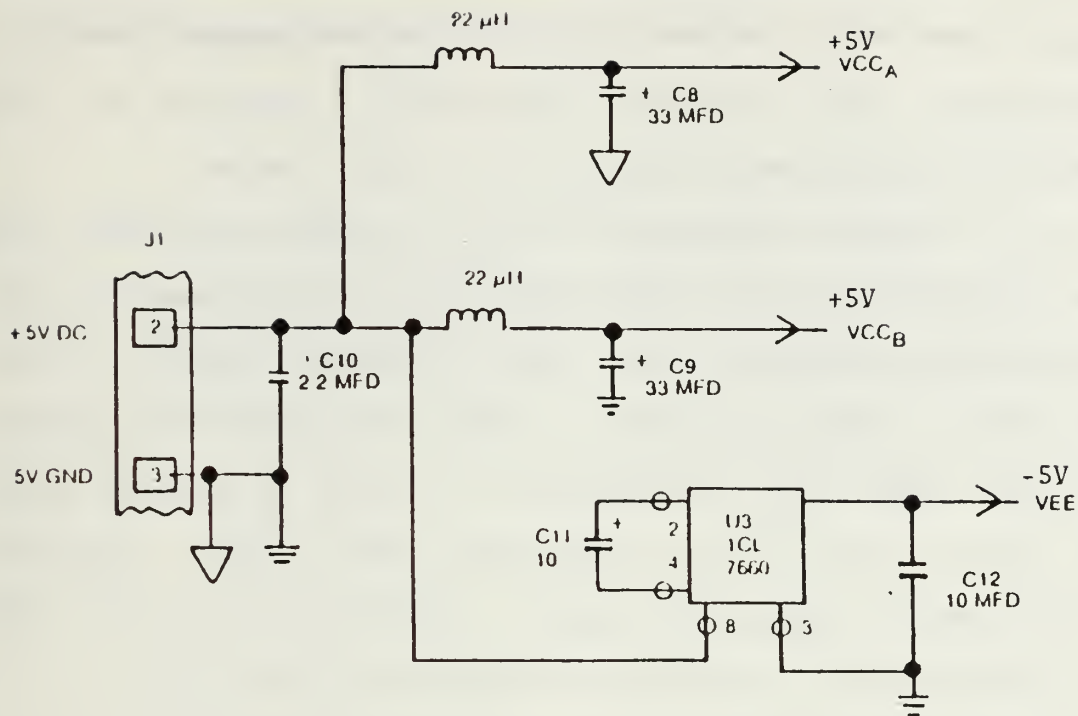 22 µH
+5V
VCCA
+ C8
33 MFD
J1
22 µH
+5V
VCCB
+5V DC
2
+ C10
2.2 MFD
+ C9
33 MFD
5V GND
3
-5V
VEE
C11
10
+
2
4
U3
1CL
7660
C12
10 MFD
8
3